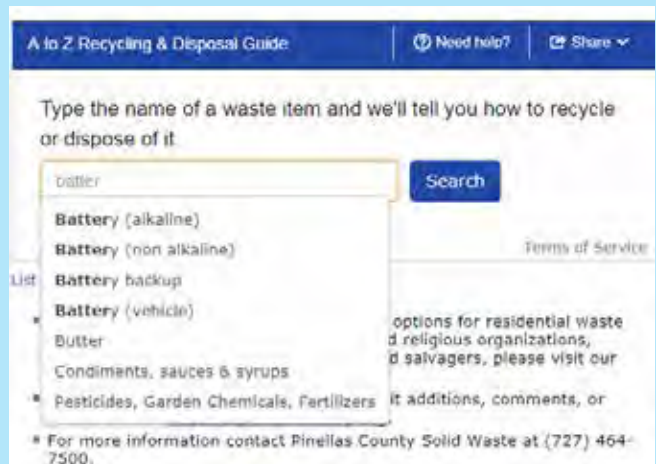 A to Z Recycling & Disposal Guide
Need help?
Share
Type the name of a waste item and we'll tell you how to recycle
or dispose of it
batter
Search
Battery (alkaline)
Battery (non alkaline)
Battery backup
Battery (vehicle)
Butter
Condiments, sauces & syrups
Pesticides, Garden Chemicals, Fertilizers
Terms of Service
List
options for residential waste
d religious organizations,
d salvagers, please visit our
it additions, comments, or
For more information contact Pinellas County Solid Waste at (727) 464-
7500.